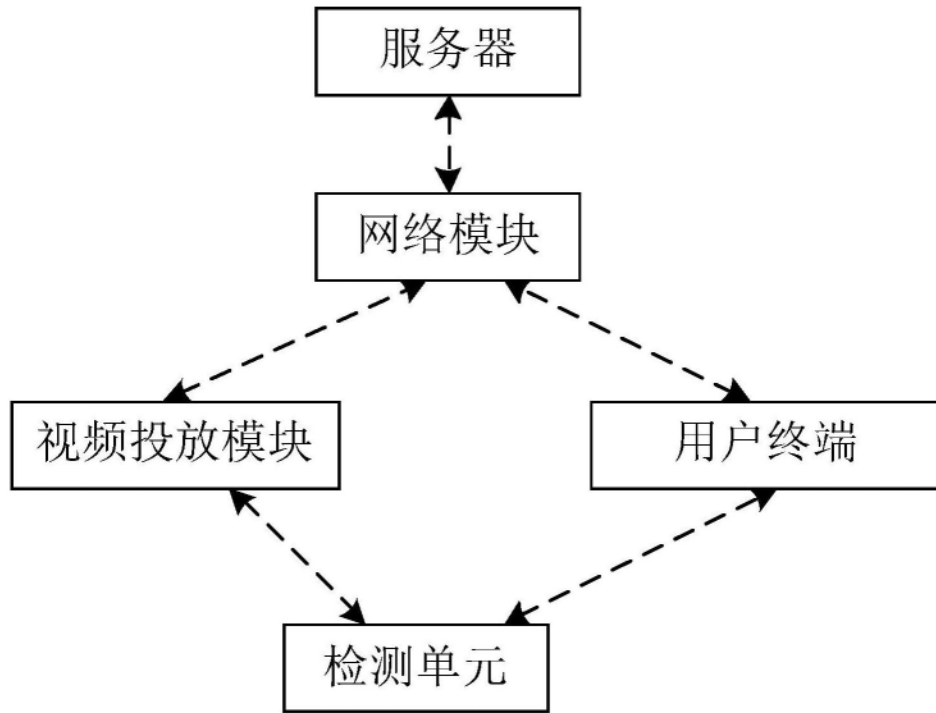 服务器
网络模块
视频投放模块
用户终端
检测单元